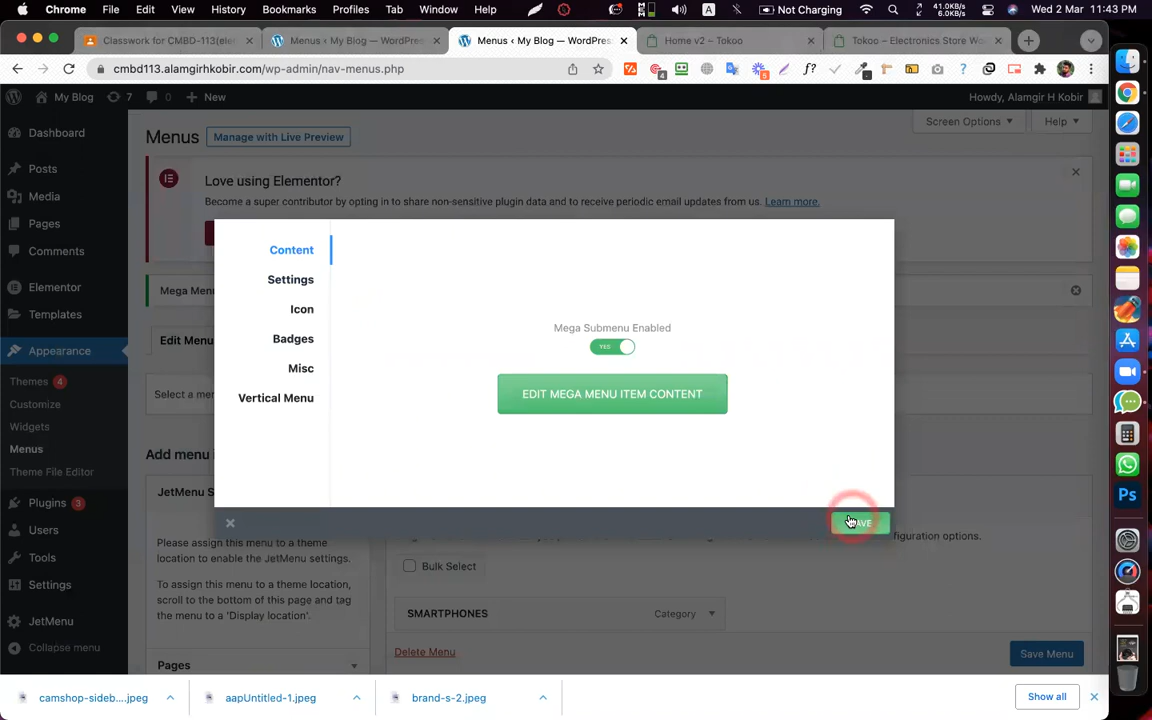 Chrome File Edit View History Bookmarks Profiles Tab Window Help A Not Charging 41.0KB/s 6.0KB/s Wed 2 Mar 11:43 PM
Classwork for CMBD-113(ele Menus ‹ My Blog — WordPres Menus ‹ My Blog — WordPres Home v2 – Tokoo Tokoo – Electronics Store Wo
cmbd113.alamgirhkobir.com/wp-admin/nav-menus.php
My Blog 7 0 New Howdy, Alamgir H Kobir
Screen Options Help
Dashboard
Posts
Media
Pages
Comments
Elementor
Templates
Appearance
Themes 4
Customize
Widgets
Menus
Theme File Editor
Plugins 3
Users
Tools
Settings
JetMenu
Collapse menu
Menus Manage with Live Preview
Love using Elementor?
Become a super contributor by opting in to share non-sensitive plugin data and to receive periodic email updates from us. Learn more.
Mega Men
Edit Menu
Select a me
Add menu i
JetMenu S
Please assign this menu to a theme
location to enable the JetMenu settings.
To assign this menu to a theme location,
scroll to the bottom of this page and tag
the menu to a 'Display location'.
Pages
Content
Settings
Icon
Badges
Misc
Vertical Menu
Mega Submenu Enabled
YES
EDIT MEGA MENU ITEM CONTENT
figuration options.
Bulk Select
SMARTPHONES Category
Delete Menu Save Menu
camshop-sideb....jpeg aapUntitled-1.jpeg brand-s-2.jpeg Show all